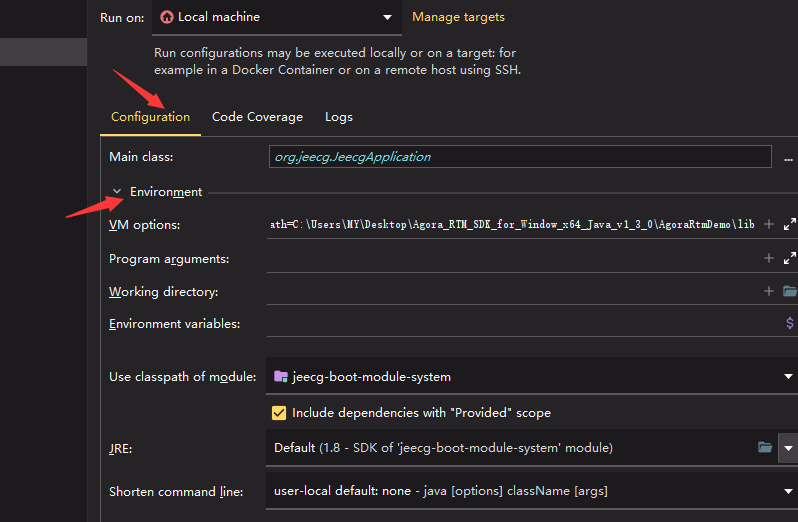 Run on: Local machine Manage targets
Run configurations may be executed locally or on a target: for
example in a Docker Container or on a remote host using SSH.
Configuration Code Coverage Logs
Main class: org.jeecg.JeecgApplication ...
Environment
VM options: ath=C:\Users\MY\Desktop\Agora_RTM_SDK_for_Window_x64_Java_v1_3_0\AgoraRtmDemo\lib
Program arguments:
Working directory:
Environment variables: $
Use classpath of module: jeecg-boot-module-system
Include dependencies with "Provided" scope
JRE: Default (1.8 - SDK of 'jeecg-boot-module-system' module)
Shorten command line: user-local default: none - java [options] className [args]